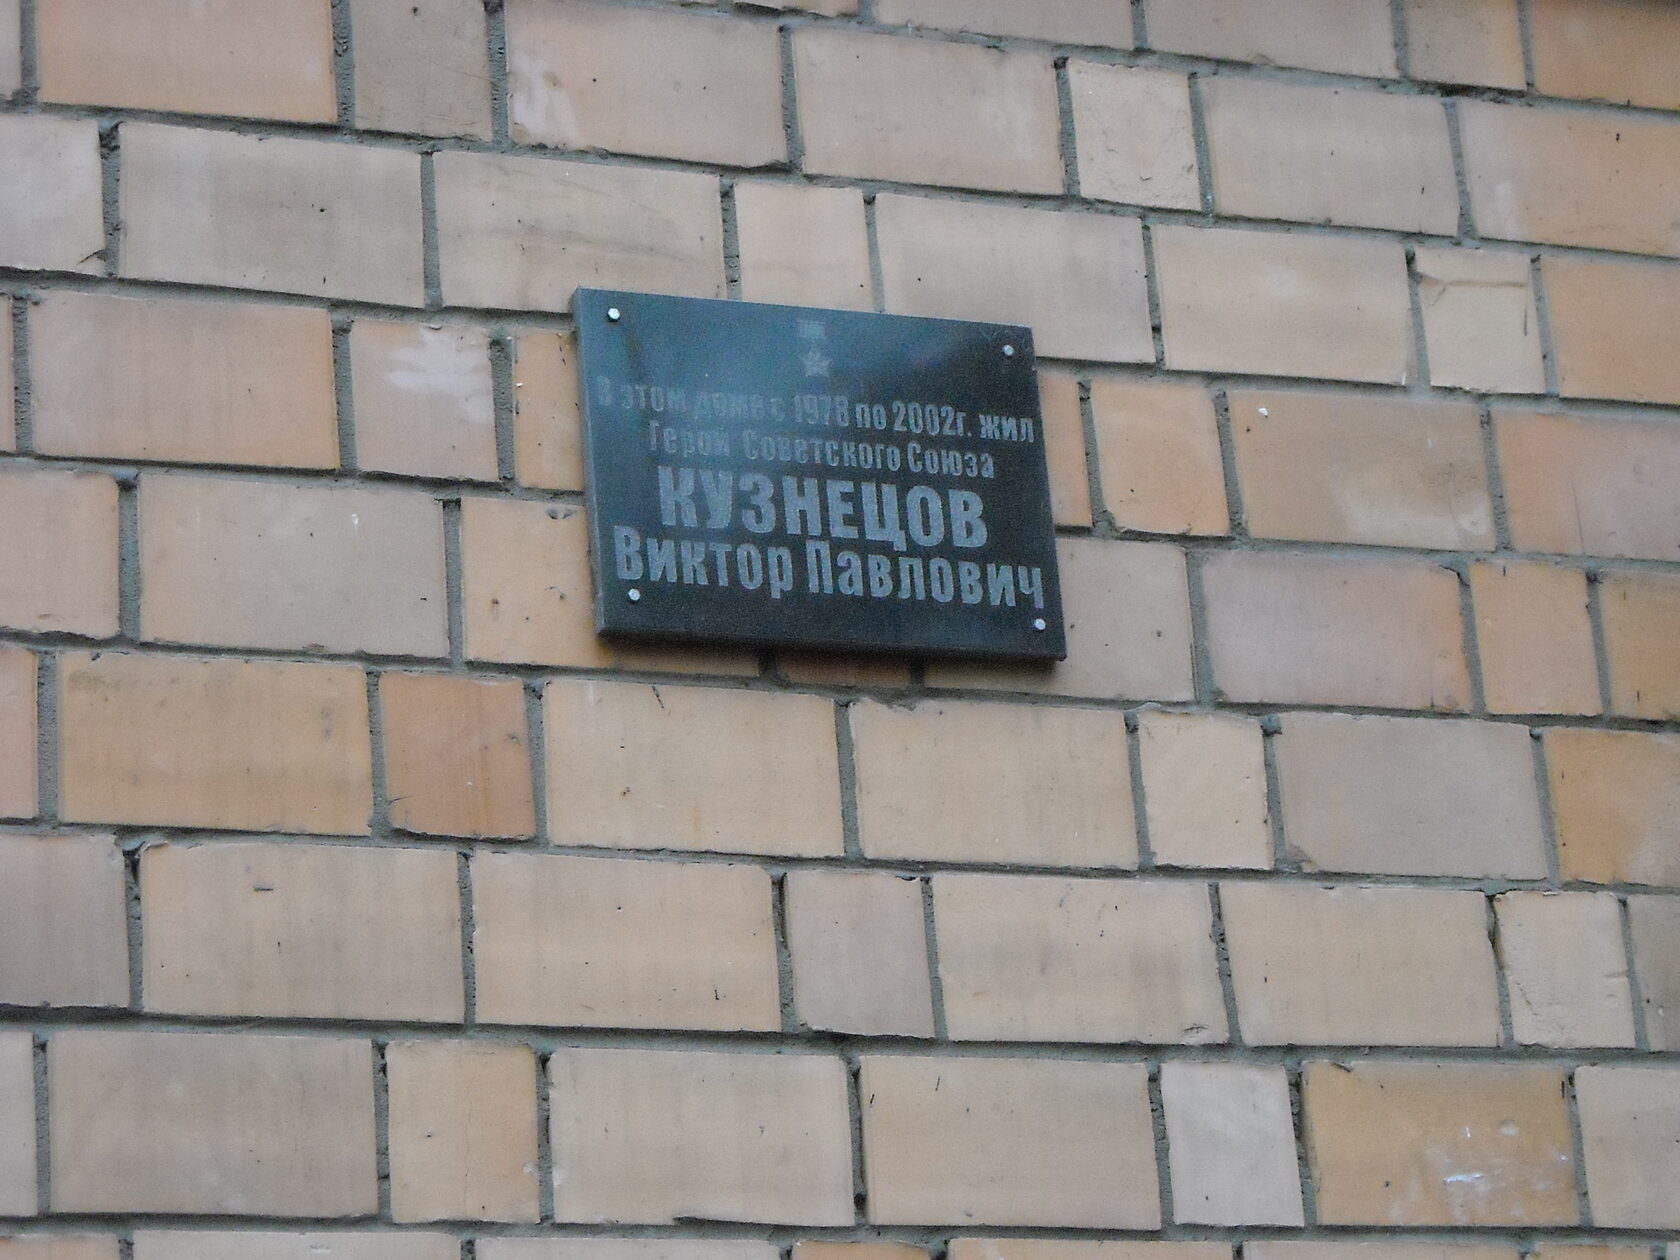 В этом доме с 1978 по 2002г. жил
Герой Советского Союза
КУЗНЕЦОВ
Виктор Павлович